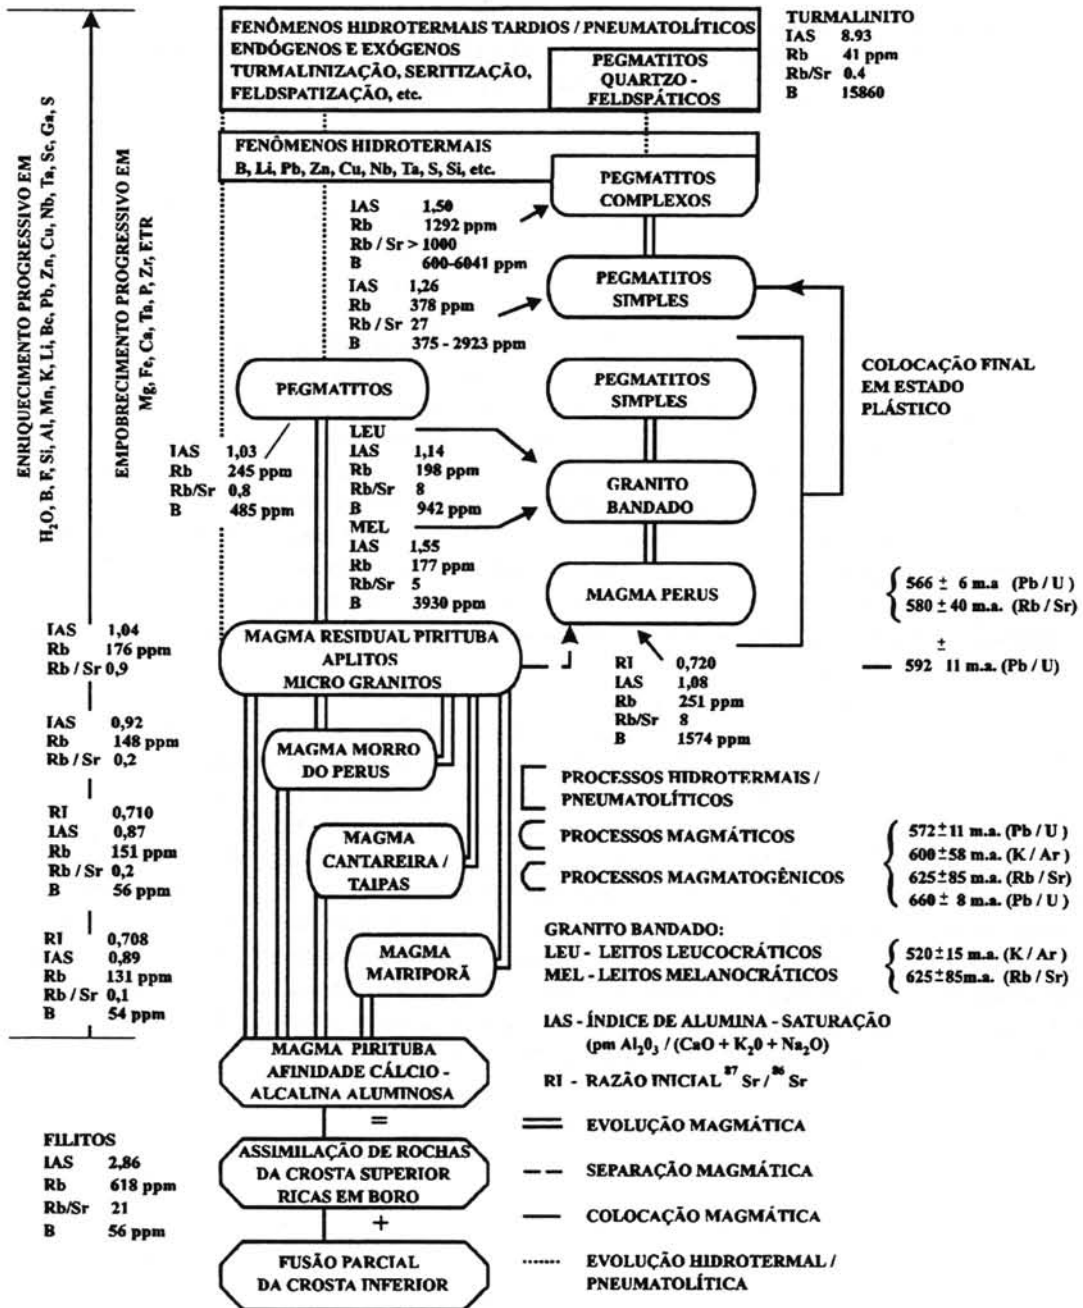 FENÔMENOS HIDROTERMAIS TARDIOS / PNEUMATOLÍTICOS
ENDÓGENOS E EXÓGENOS
TURMALINIZAÇÃO, SERITIZAÇÃO,
FELDSPATIZAÇÃO, etc.
PEGMATITOS
QUARTZO -
FELDSPÁTICOS
TURMALINITO
IAS 8.93
Rb 41 ppm
Rb/Sr 0.4
B 15860
ENRIQUECIMENTO PROGRESSIVO EM
H₂O, B, F, Si, Al, Mn, K, Li, Be, Pb, Zn, Cu, Nb, Ta, Sc, Ga, S
EMPOBRECIMENTO PROGRESSIVO EM
Mg, Fe, Ca, Ta, P, Zr, ETR
FENÔMENOS HIDROTERMAIS
B, Li, Pb, Zn, Cu, Nb, Ta, S, Si, etc.
PEGMATITOS
COMPLEXOS
IAS 1,50
Rb 1292 ppm
Rb / Sr > 1000
B 600-6041 ppm
PEGMATITOS
SIMPLES
IAS 1,26
Rb 378 ppm
Rb / Sr 27
B 375 - 2923 ppm
COLOCAÇÃO FINAL
EM ESTADO
PLÁSTICO
PEGMATITOS
PEGMATITOS
SIMPLES
IAS 1,03
Rb 245 ppm
Rb/Sr 0,8
B 485 ppm
LEU
IAS 1,14
Rb 198 ppm
Rb/Sr 8
B 942 ppm
MEL
IAS 1,55
Rb 177 ppm
Rb/Sr 5
B 3930 ppm
GRANITO
BANDADO
MAGMA PERUS
566 ± 6 m.a (Pb / U)
580 ± 40 m.a. (Rb / Sr)
±
592 11 m.a. (Pb / U)
IAS 1,04
Rb 176 ppm
Rb / Sr 0,9
MAGMA RESIDUAL PIRITUBA
APLITOS
MICRO GRANITOS
RI 0,720
IAS 1,08
Rb 251 ppm
Rb/Sr 8
B 1574 ppm
IAS 0,92
Rb 148 ppm
Rb / Sr 0,2
MAGMA MORRO
DO PERUS
PROCESSOS HIDROTERMAIS /
PNEUMATOLÍTICOS
RI 0,710
IAS 0,87
Rb 151 ppm
Rb / Sr 0,2
B 56 ppm
MAGMA
CANTAREIRA /
TAIPAS
PROCESSOS MAGMÁTICOS
PROCESSOS MAGMATOGÊNICOS
572 ± 11 m.a. (Pb / U)
600 ± 58 m.a. (K / Ar )
625 ± 85 m.a. (Rb / Sr)
660 ± 8 m.a. (Pb / U )
RI 0,708
IAS 0,89
Rb 131 ppm
Rb / Sr 0,1
B 54 ppm
MAGMA
MAIRIPORÃ
GRANITO BANDADO:
LEU - LEITOS LEUCOCRÁTICOS
MEL - LEITOS MELANOCRÁTICOS
520 ± 15 m.a. (K / Ar)
625 ± 85m.a. (Rb / Sr)
IAS - ÍNDICE DE ALUMINA - SATURAÇÃO
(pm Al₂0₃ / (CaO + K₂0 + Na₂O)
MAGMA PIRITUBA
AFINIDADE CÁLCIO -
ALCALINA ALUMINOSA
RI - RAZÃO INICIAL ⁸⁷Sr / ⁸⁶Sr
=
EVOLUÇÃO MAGMÁTICA
FILITOS
IAS 2,86
Rb 618 ppm
Rb/Sr 21
B 56 ppm
ASSIMILAÇÃO DE ROCHAS
DA CROSTA SUPERIOR
RICAS EM BORO
SEPARAÇÃO MAGMÁTICA
+
COLOCAÇÃO MAGMÁTICA
FUSÃO PARCIAL
DA CROSTA INFERIOR
EVOLUÇÃO HIDROTERMAL /
PNEUMATOLÍTICA